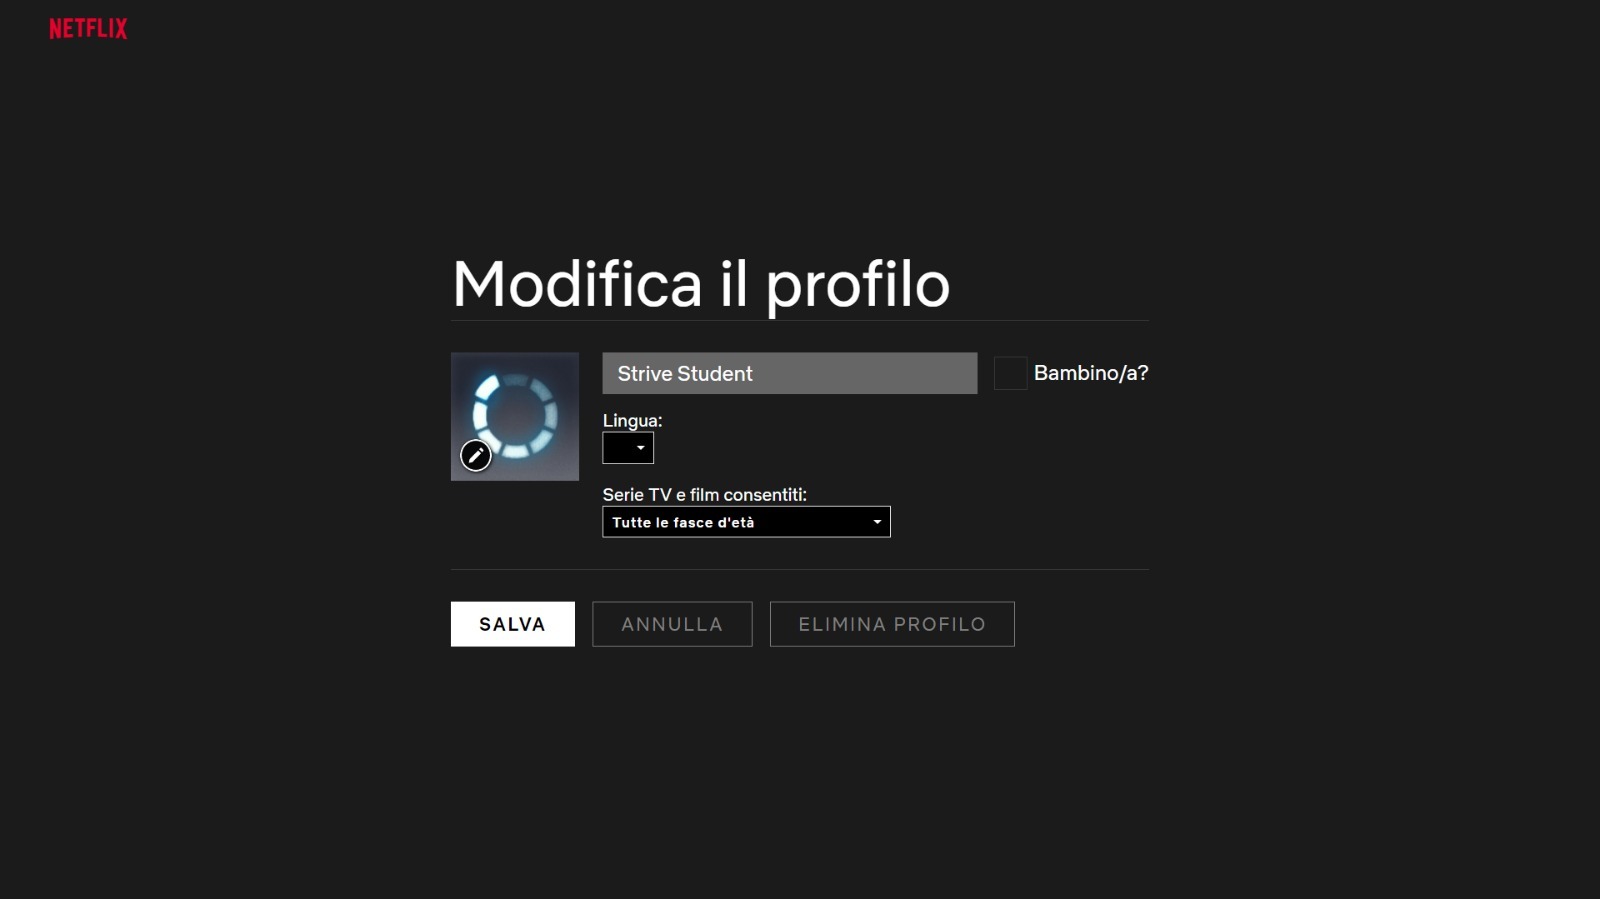 NETFLIX
Modifica il profilo
Strive Student
Bambino/a?
Lingua:
Serie TV e film consentiti:
Tutte le fasce d'età
SALVA
ANNULLA
ELIMINA PROFILO